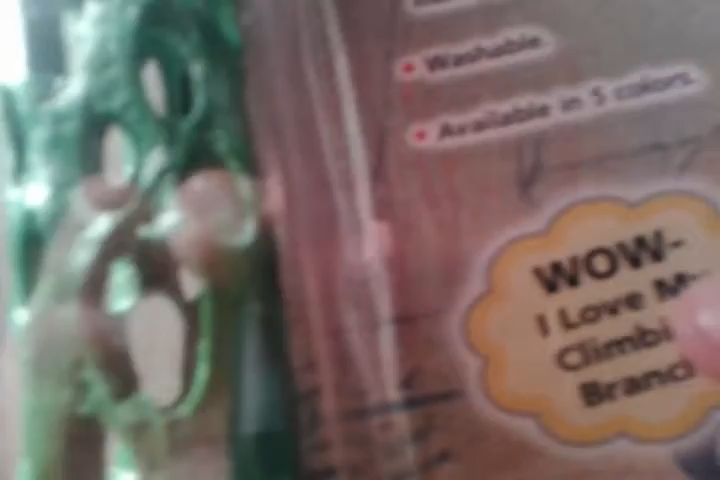 • Washable.
• Available in 5 colors.
WOW-
I Love
Climbi
Branc